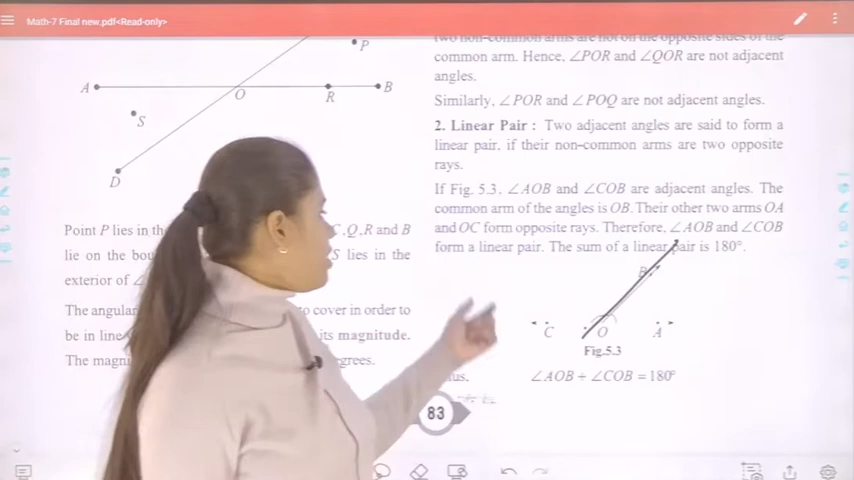 Math-7 Final new.pdf<Read-only>
P
A
O
R
B
S
D
Point P lies in th
C, Q, R and B
lie on the bou
S lies in the
exterior of ∠
The angular
to cover in order to
be in line
its magnitude.
The magni
grees.
two non-common arms are not on the opposite sides of the
common arm. Hence, ∠POR and ∠QOR are not adjacent
angles.
Similarly, ∠POR and ∠POQ are not adjacent angles.
2. Linear Pair : Two adjacent angles are said to form a
linear pair, if their non-common arms are two opposite
rays.
If Fig. 5.3, ∠AOB and ∠COB are adjacent angles. The
common arm of the angles is OB. Their other two arms OA
and OC form opposite rays. Therefore, ∠AOB and ∠COB
form a linear pair. The sum of a linear pair is 180°.
B
C
O
A
Fig.5.3
∠AOB + ∠COB = 180°
83